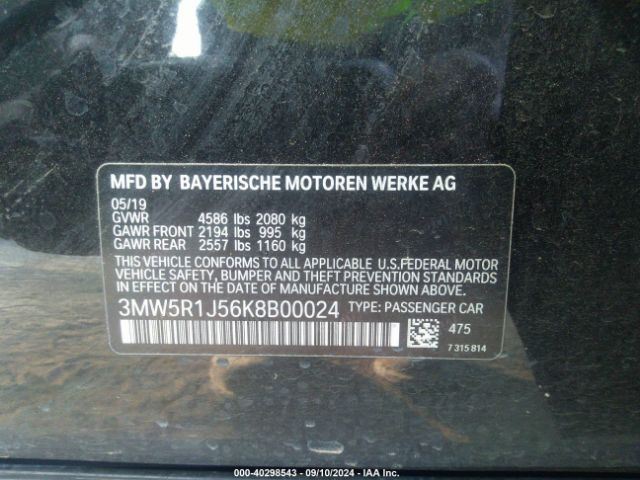 MFD BY BAYERISCHE MOTOREN WERKE AG
05/19
GVWR 4586 lbs 2080 kg
GAWR FRONT 2194 lbs 995 kg
GAWR REAR 2557 lbs 1160 kg
THIS VEHICLE CONFORMS TO ALL APPLICABLE U.S.FEDERAL MOTOR
VEHICLE SAFETY, BUMPER AND THEFT PREVENTION STANDARDS
IN EFFECT ON THE DATE OF MANUFACTURE SHOWN ABOVE.
3MW5R1J56K8B00024 TYPE: PASSENGER CAR
475
7 315 814
000-40298543 - 09/10/2024 - IAA Inc.